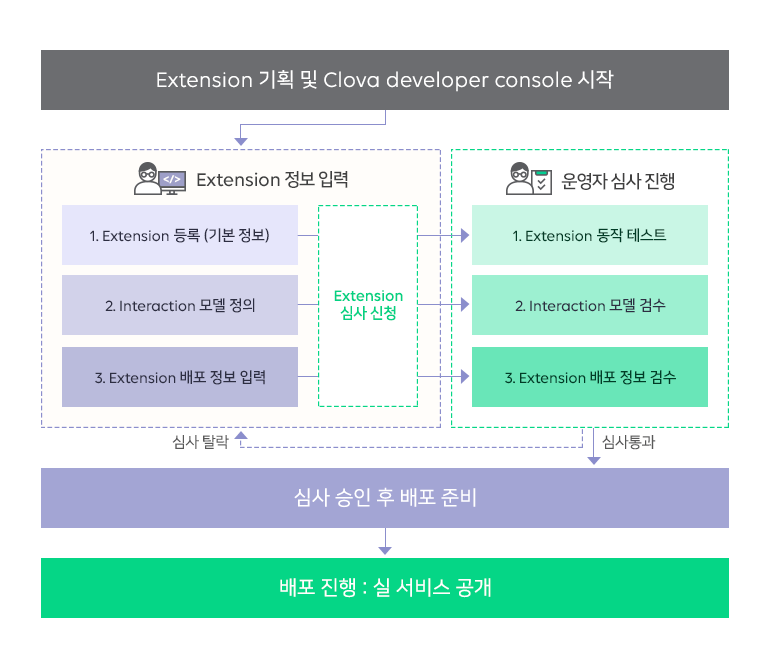 Extension 기획 및 Clova developer console 시작
</>
Extension 정보 입력
1. Extension 등록 (기본 정보)
2. Interaction 모델 정의
3. Extension 배포 정보 입력
Extension
심사 신청
운영자 심사 진행
1. Extension 동작 테스트
2. Interaction 모델 검수
3. Extension 배포 정보 검수
심사 탈락
심사통과
심사 승인 후 배포 준비
배포 진행 : 실 서비스 공개